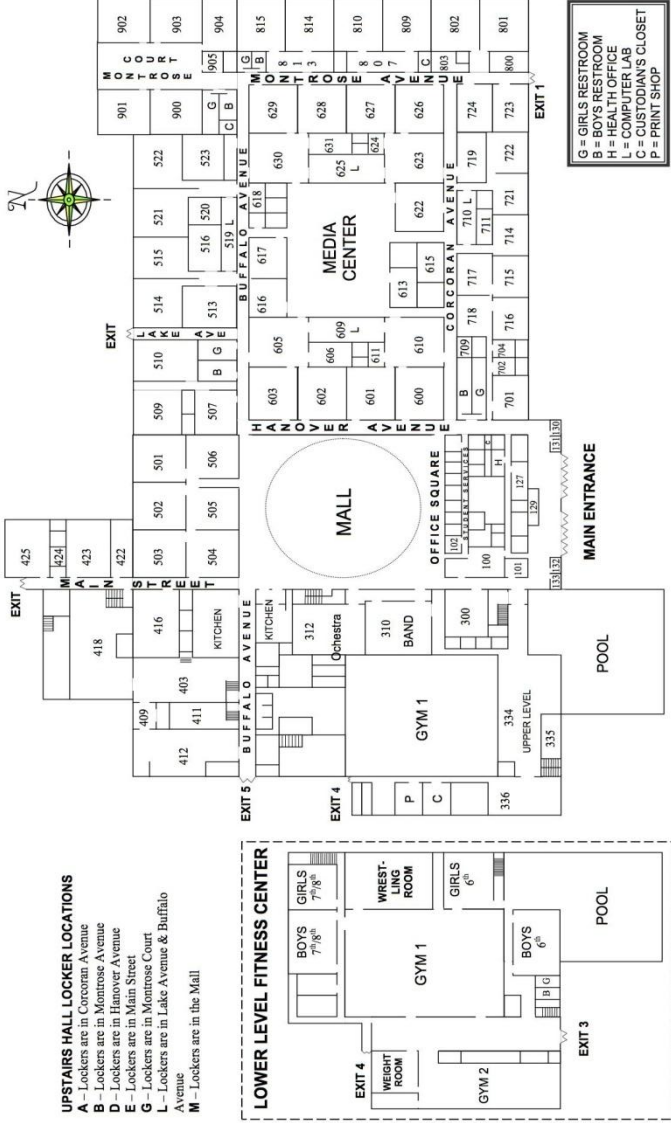 N
UPSTAIRS HALL LOCKER LOCATIONS
A – Lockers are in Corcoran Avenue
B – Lockers are in Montrose Avenue
D – Lockers are in Hanover Avenue
E – Lockers are in Main Street
G – Lockers are in Montrose Court
L – Lockers are in Lake Avenue & Buffalo
Avenue
M – Lockers are in the Mall
EXIT
425
424
423
422
MAIN STREET
418
416
KITCHEN
403
409
411
412
503
504
502
505
501
506
509
507
510
B G
EXIT
LAKE AVE
514
513
515
521
516
520
519 L
522
523
MONTROSE COURT
901
900
G
C B
902
903
904
905
BUFFALO AVENUE
EXIT 5
BUFFALO AVENUE
KITCHEN
312
Ochestra
310
BAND
300
GYM 1
334
UPPER LEVEL
335
336
EXIT 4
P
C
POOL
MALL
HANOVER AVENUE
603
602
601
600
605
606
609
L
611
610
616
617
618
MEDIA
CENTER
613
615
622
623
630
631
625
L
624
629
628
627
626
MONTROSE AVENUE
G
B
815
814
813
810
809
807
C
802
803
801
800
EXIT 1
CORCORAN AVENUE
B
G
709
718
717
710 L
711
719
724
701
702
704
716
715
714
721
722
723
OFFICE SQUARE
102
STUDENT SERVICES
C
H
100
101
127
129
133 132
131 130
MAIN ENTRANCE
LOWER LEVEL FITNESS CENTER
BOYS
7th/8th
GIRLS
7th/8th
WREST-
LING
ROOM
GYM 1
GIRLS
6th
BOYS
6th
B G
POOL
EXIT 4
WEIGHT
ROOM
GYM 2
EXIT 3
G = GIRLS RESTROOM
B = BOYS RESTROOM
H = HEALTH OFFICE
L = COMPUTER LAB
C = CUSTODIAN'S CLOSET
P = PRINT SHOP